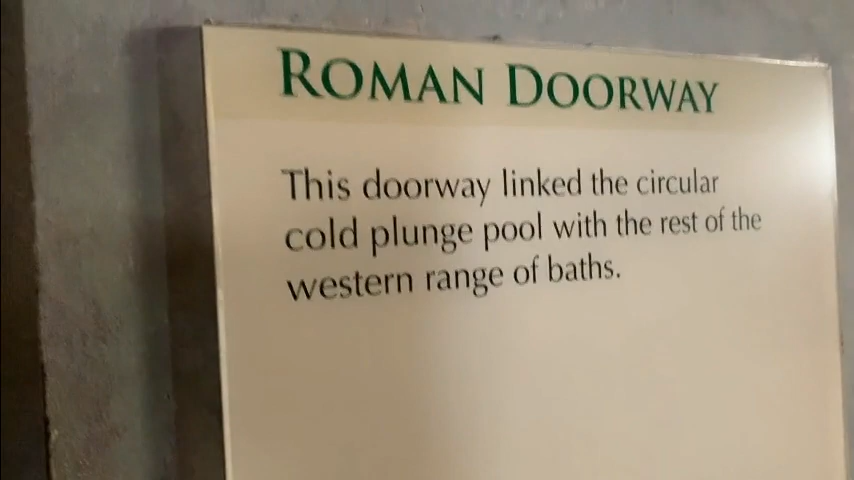 ROMAN DOORWAY
This doorway linked the circular
cold plunge pool with the rest of the
western range of baths.